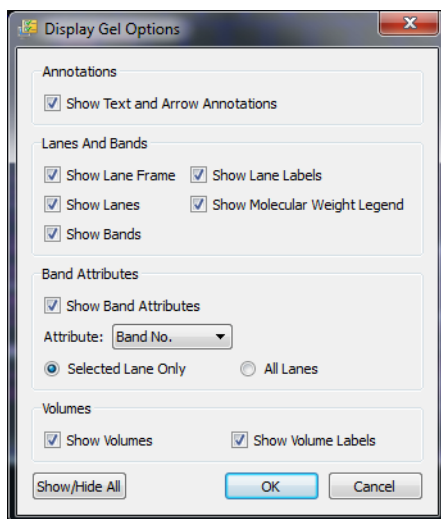 Display Gel Options
Annotations
Show Text and Arrow Annotations
Lanes And Bands
Show Lane Frame Show Lane Labels
Show Lanes Show Molecular Weight Legend
Show Bands
Band Attributes
Show Band Attributes
Attribute: Band No.
Selected Lane Only All Lanes
Volumes
Show Volumes Show Volume Labels
Show/Hide All OK Cancel